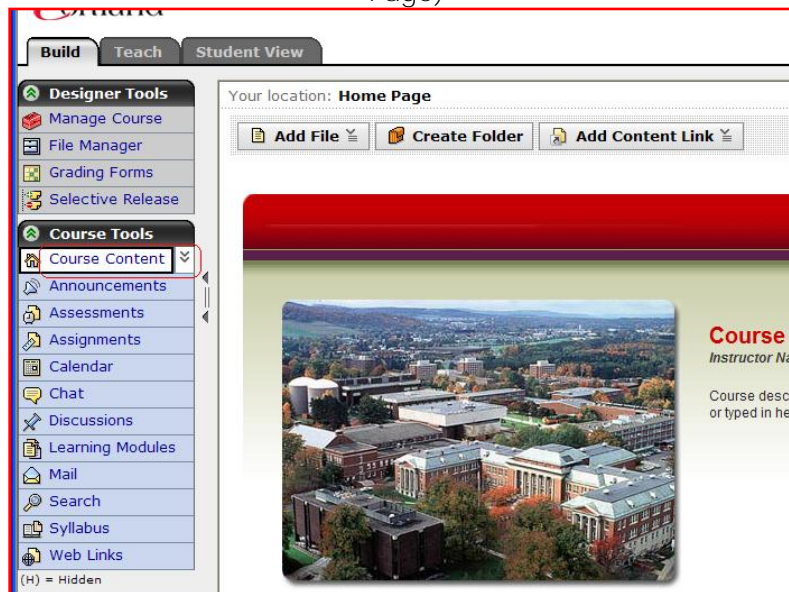 Page)
Build
Teach
Student View
Designer Tools
Manage Course
File Manager
Grading Forms
Selective Release
Course Tools
Course Content
Announcements
Assessments
Assignments
Calendar
Chat
Discussions
Learning Modules
Mail
Search
Syllabus
Web Links
(H) = Hidden
Your location: Home Page
Add File
Create Folder
Add Content Link
Course
Instructor Na
Course desc
or typed in he